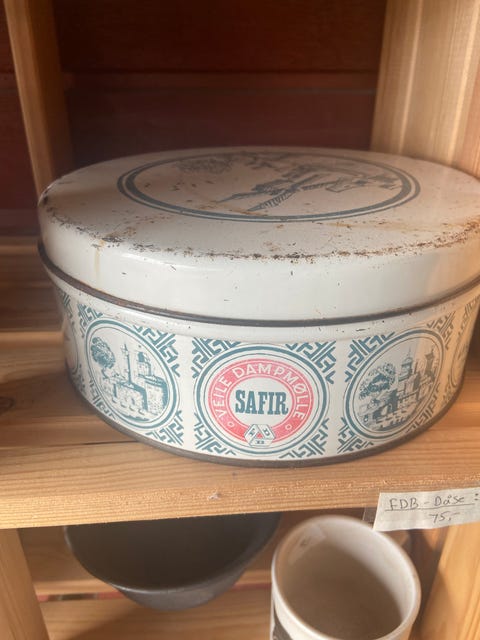 VEJLE DAMPMØLLE
SAFIR
FDB - Dåse :
75,-